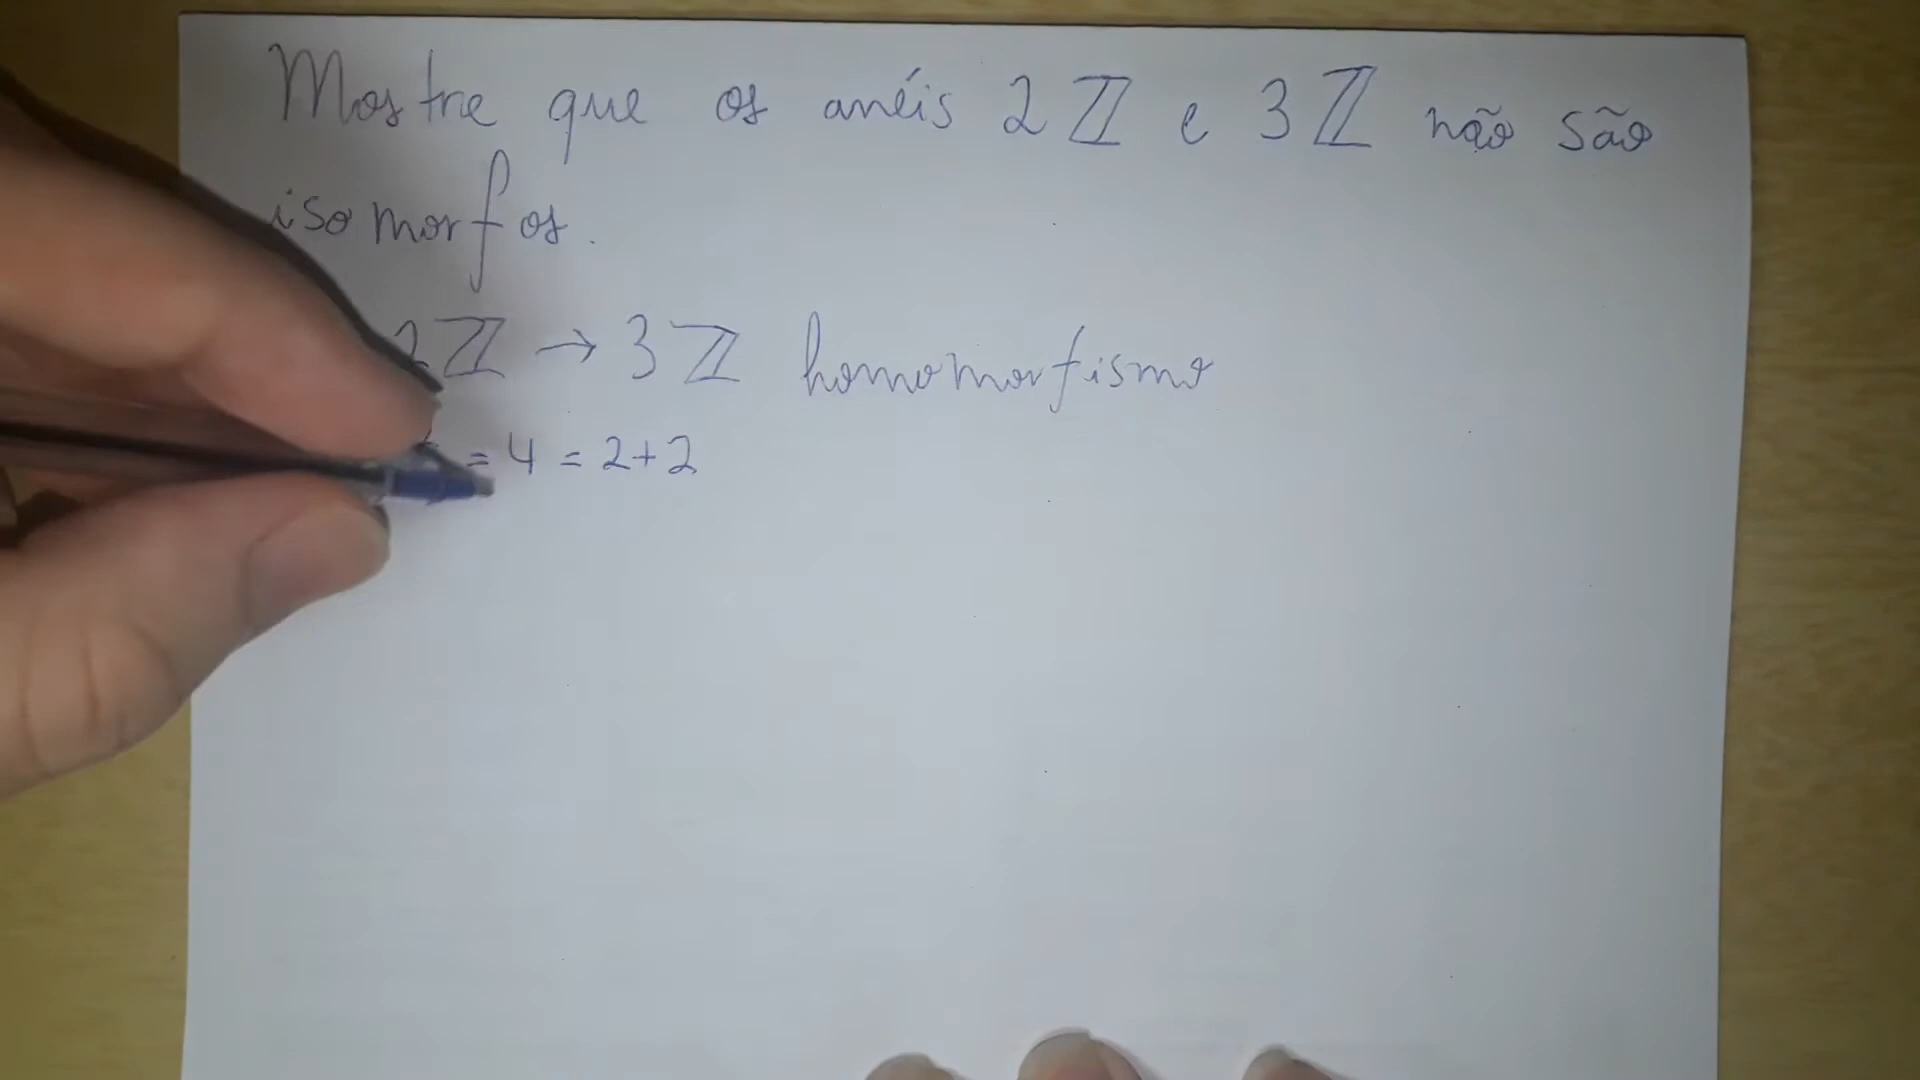 Mostre que os anéis 2ℤ e 3ℤ não são
isomorfos.
2ℤ → 3ℤ homomorfismo
= 4 = 2+2